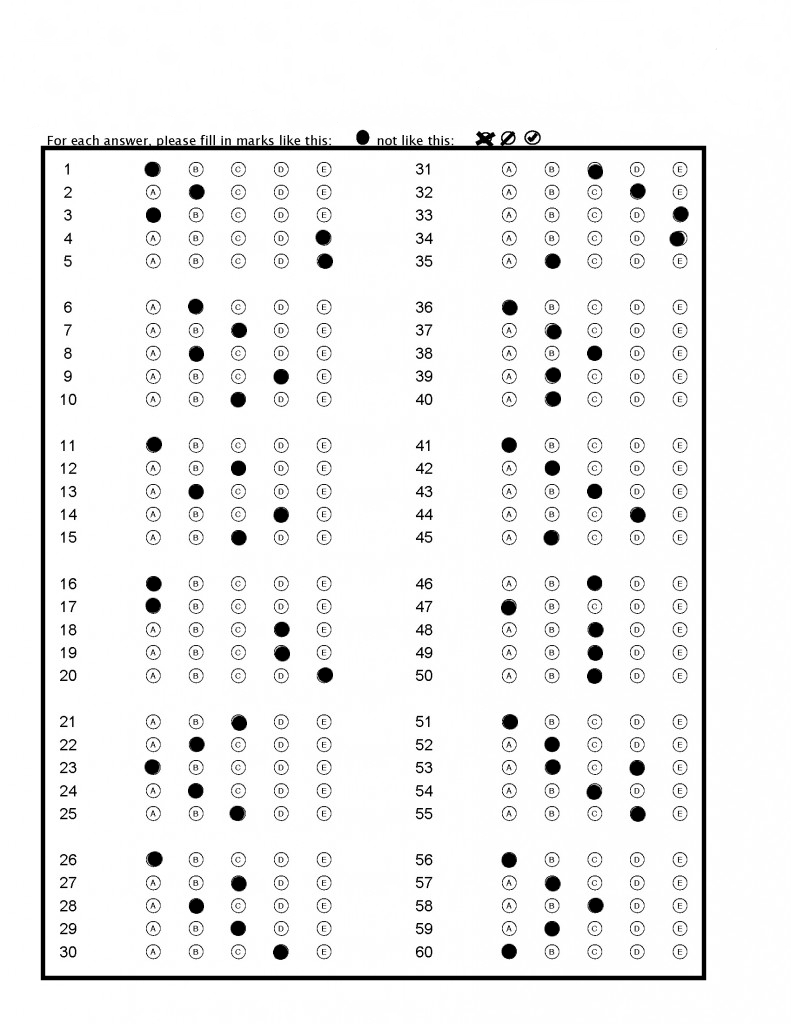 For each answer, please fill in marks like this: not like this:
1 B C D E
2 A C D E
3 B C D E
4 A B C D
5 A B C D
6 A C D E
7 A B D E
8 A C D E
9 A B C E
10 A B D E
11 B C D E
12 A B D E
13 A C D E
14 A B C E
15 A B D E
16 B C D E
17 B C D E
18 A B C E
19 A B C E
20 A B C D
21 A B D E
22 A C D E
23 B C D E
24 A C D E
25 A B D E
26 B C D E
27 A B D E
28 A C D E
29 A B D E
30 A B C E
31 A B D E
32 A B C E
33 A B C D
34 A B C D
35 A C D E
36 B C D E
37 A C D E
38 A B D E
39 A C D E
40 A C D E
41 B C D E
42 A C D E
43 A B D E
44 A B C E
45 A C D E
46 A B D E
47 B C D E
48 A B D E
49 A B D E
50 A B D E
51 B C D E
52 A C D E
53 A C E
54 A B D E
55 A B C E
56 B C D E
57 A C D E
58 A B D E
59 A C D E
60 B C D E